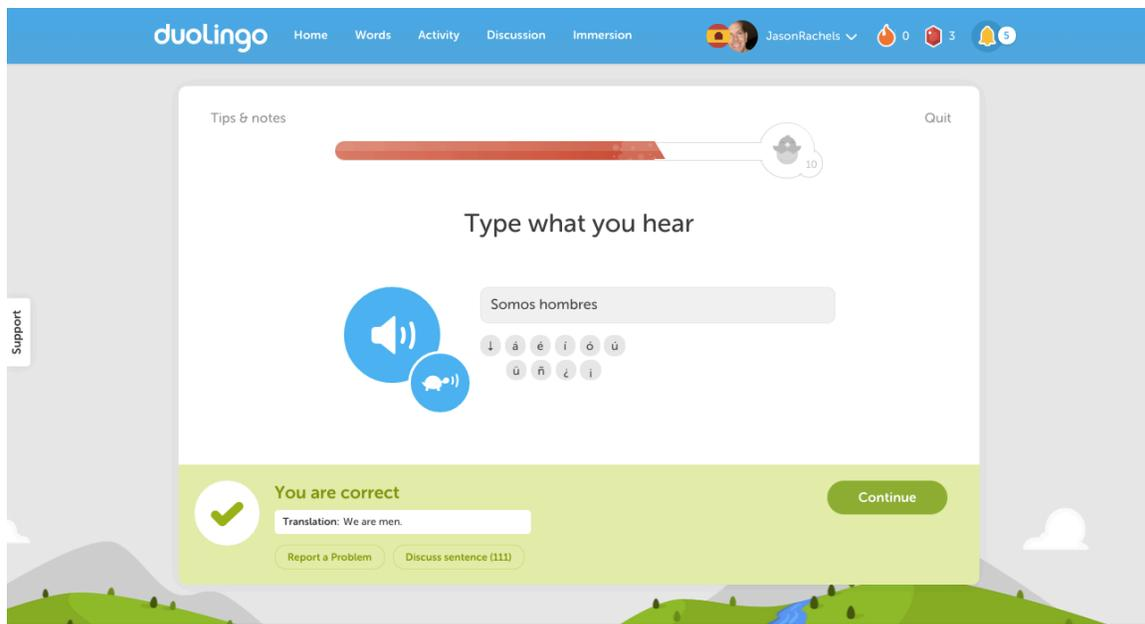 duolingo Home Words Activity Discussion Immersion JasonRachels 0 3 5
Tips & notes Quit
10
Type what you hear
Somos hombres
↓ á é í ó ú
ü ñ ¿ ¡
Support
You are correct
Continue
Translation: We are men.
Report a Problem Discuss sentence (111)